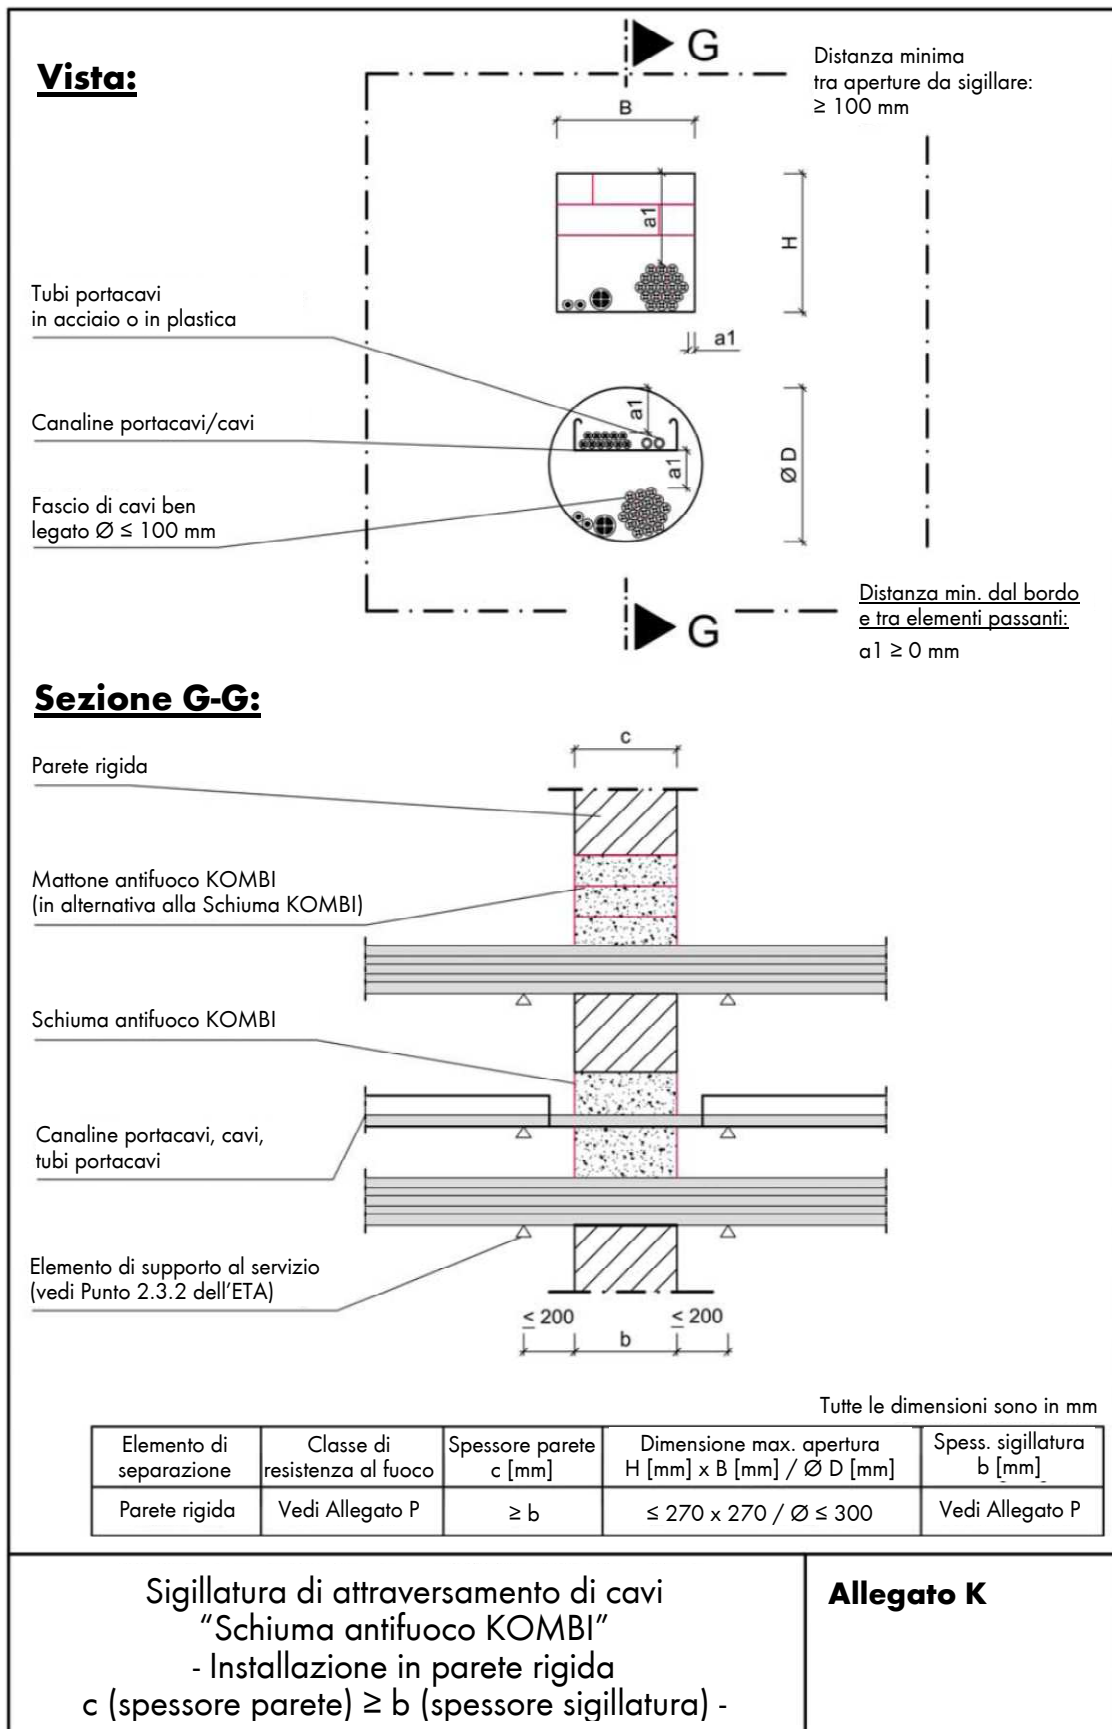 Vista:
G
Distanza minima
tra aperture da sigillare:
≥ 100 mm
B
a1
H
Tubi portacavi
in acciaio o in plastica
a1
Canaline portacavi/cavi
a1
a1
Ø D
Fascio di cavi ben
legato Ø ≤ 100 mm
Distanza min. dal bordo
e tra elementi passanti:
a1 ≥ 0 mm
G
Sezione G-G:
c
Parete rigida
Mattone antifuoco KOMBI
(in alternativa alla Schiuma KOMBI)
Schiuma antifuoco KOMBI
Canaline portacavi, cavi,
tubi portacavi
Elemento di supporto al servizio
(vedi Punto 2.3.2 dell'ETA)
≤ 200
b
≤ 200
Tutte le dimensioni sono in mm
Elemento di
separazione
Classe di
resistenza al fuoco
Spessore parete
c [mm]
Dimensione max. apertura
H [mm] x B [mm] / Ø D [mm]
Spess. sigillatura
b [mm]
Parete rigida
Vedi Allegato P
≥ b
≤ 270 x 270 / Ø ≤ 300
Vedi Allegato P
Sigillatura di attraversamento di cavi
"Schiuma antifuoco KOMBI"
- Installazione in parete rigida
c (spessore parete) ≥ b (spessore sigillatura) -
Allegato K